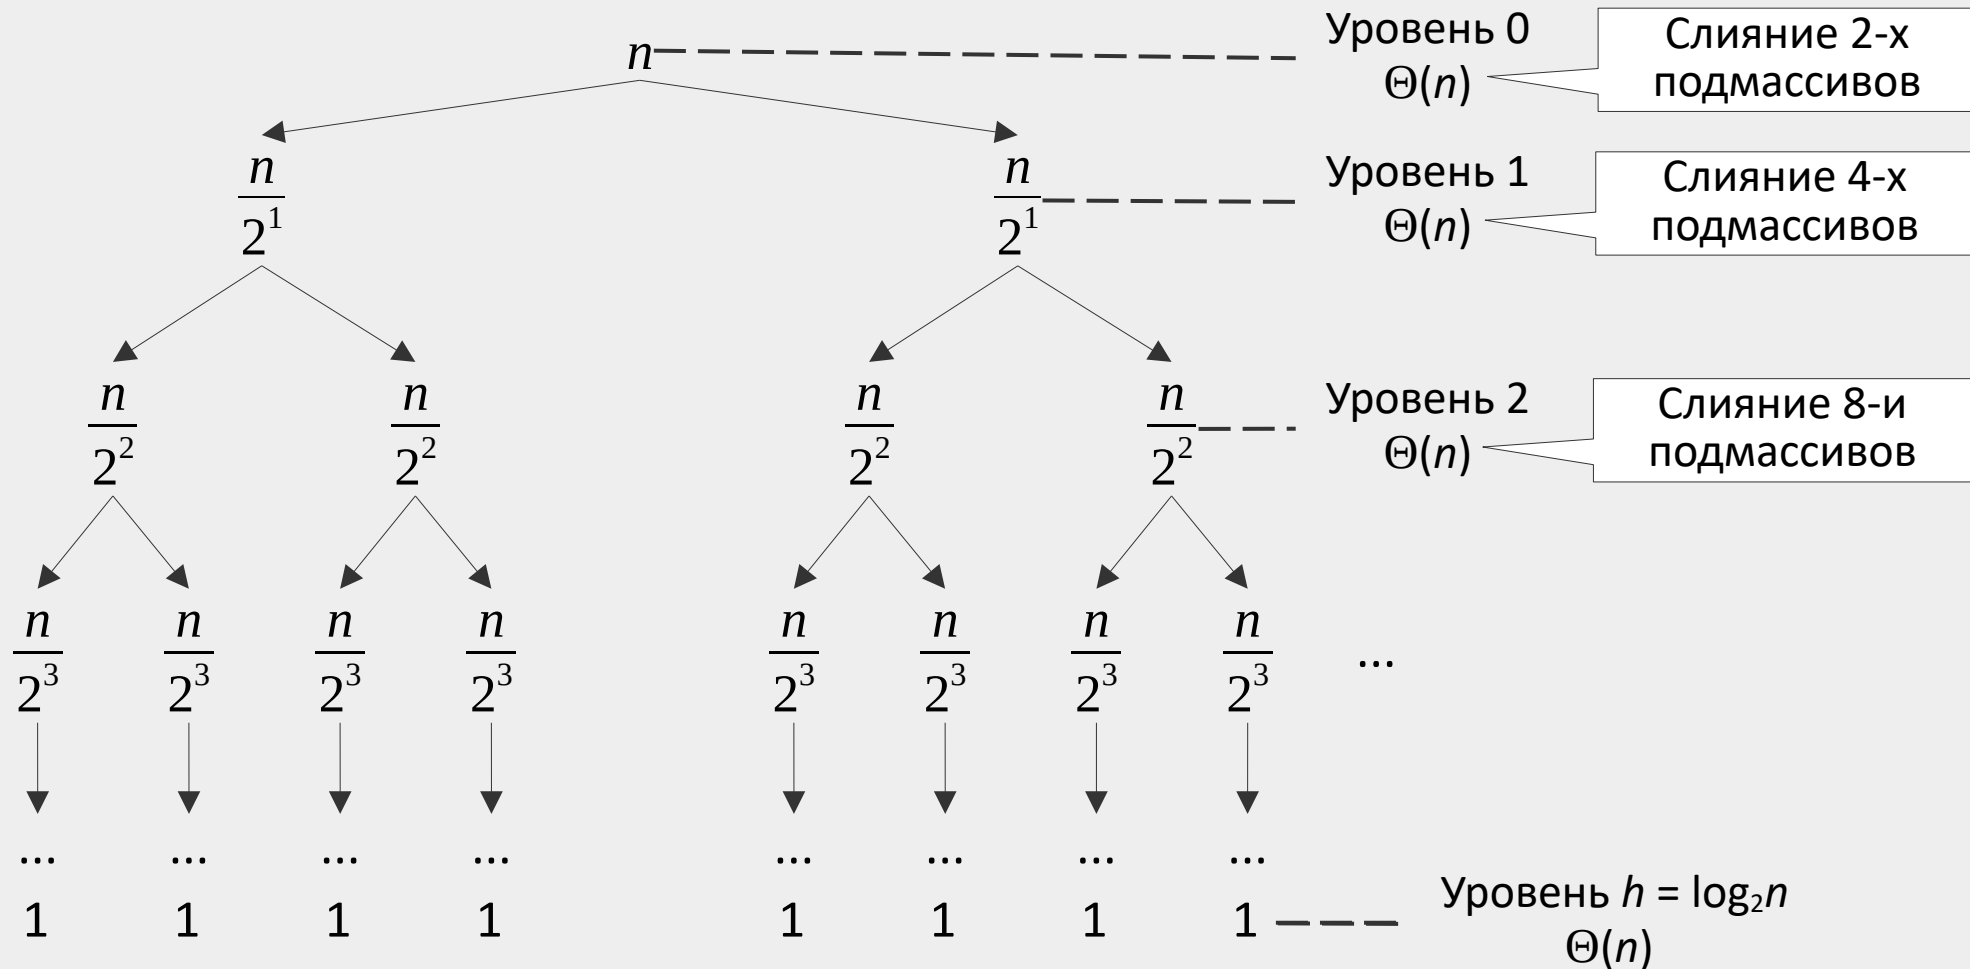 n
Уровень 0
Θ(n)
Слияние 2-х
подмассивов
n/2^1 n/2^1
Уровень 1
Θ(n)
Слияние 4-х
подмассивов
n/2^2 n/2^2 n/2^2 n/2^2
Уровень 2
Θ(n)
Слияние 8-и
подмассивов
n/2^3 n/2^3 n/2^3 n/2^3 n/2^3 n/2^3 n/2^3 n/2^3 ...
... ... ... ... ... ... ... ...
1 1 1 1 1 1 1 1
Уровень h = log₂n
Θ(n)